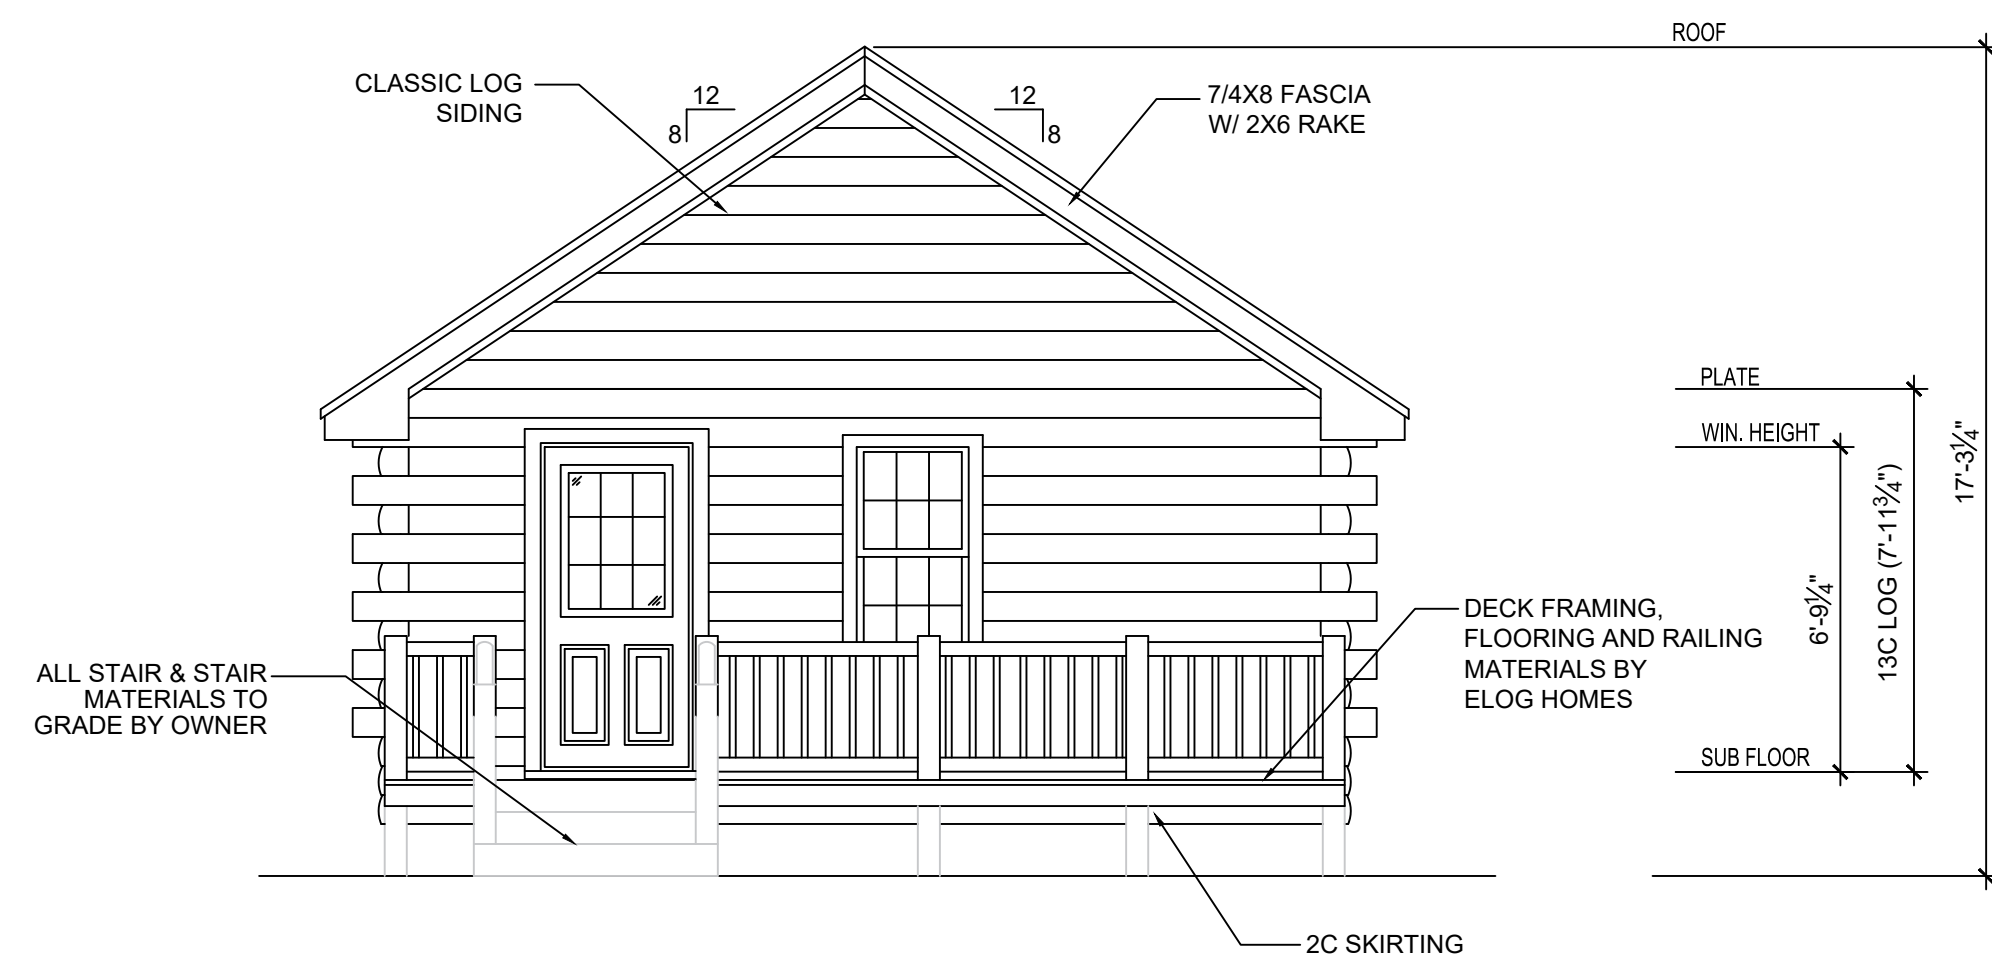 ROOF
CLASSIC LOG
SIDING
12
8
12
8
7/4X8 FASCIA
W/ 2X6 RAKE
PLATE
WIN. HEIGHT
17'-3¼"
13C LOG (7'-11¾")
6'-9¼"
DECK FRAMING,
FLOORING AND RAILING
MATERIALS BY
ELOG HOMES
ALL STAIR & STAIR
MATERIALS TO
GRADE BY OWNER
SUB FLOOR
2C SKIRTING